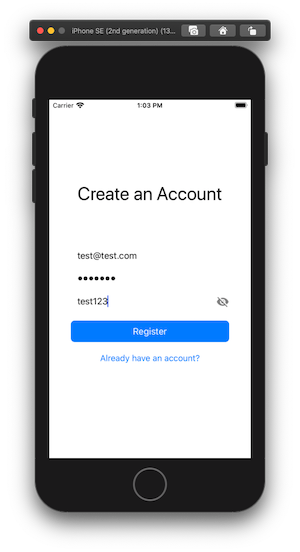 iPhone SE (2nd generation) (13...
Carrier
1:03 PM
Create an Account
test@test.com
•••••••
test123
Register
Already have an account?